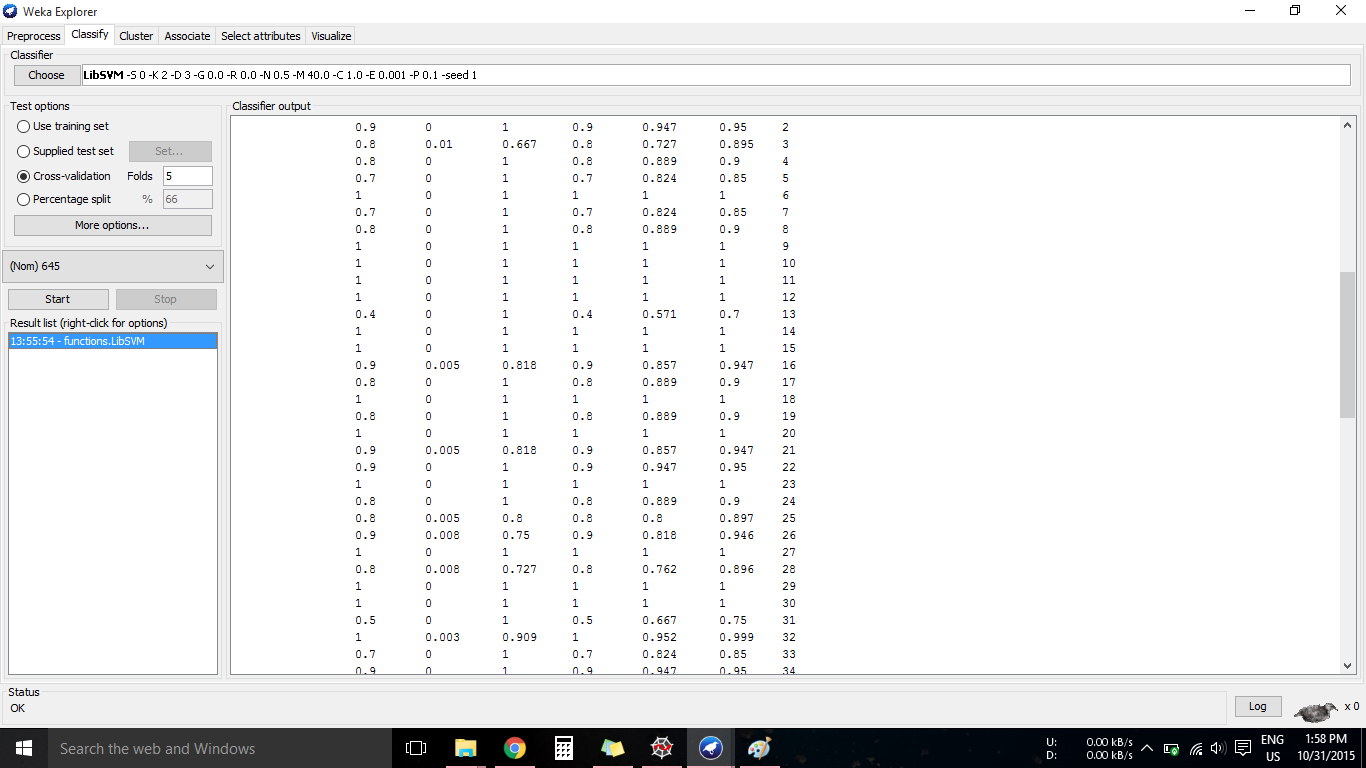 Weka Explorer
Preprocess Classify Cluster Associate Select attributes Visualize
Classifier
Choose LibSVM -S 0 -K 2 -D 3 -G 0.0 -R 0.0 -N 0.5 -M 40.0 -C 1.0 -E 0.001 -P 0.1 -seed 1
Test options
Use training set
Supplied test set Set...
Cross-validation Folds 5
Percentage split % 66
More options...
(Nom) 645
Start Stop
Result list (right-click for options)
13:55:54 - functions.LibSVM
Classifier output
0.9 0 1 0.9 0.947 0.95 2
0.8 0.01 0.667 0.8 0.727 0.895 3
0.8 0 1 0.8 0.889 0.9 4
0.7 0 1 0.7 0.824 0.85 5
1 0 1 1 1 1 6
0.7 0 1 0.7 0.824 0.85 7
0.8 0 1 0.8 0.889 0.9 8
1 0 1 1 1 1 9
1 0 1 1 1 1 10
1 0 1 1 1 1 11
1 0 1 1 1 1 12
0.4 0 1 0.4 0.571 0.7 13
1 0 1 1 1 1 14
1 0 1 1 1 1 15
0.9 0.005 0.818 0.9 0.857 0.947 16
0.8 0 1 0.8 0.889 0.9 17
1 0 1 1 1 1 18
0.8 0 1 0.8 0.889 0.9 19
1 0 1 1 1 1 20
0.9 0.005 0.818 0.9 0.857 0.947 21
0.9 0 1 0.9 0.947 0.95 22
1 0 1 1 1 1 23
0.8 0 1 0.8 0.889 0.9 24
0.8 0.005 0.8 0.8 0.8 0.897 25
0.9 0.008 0.75 0.9 0.818 0.946 26
1 0 1 1 1 1 27
0.8 0.008 0.727 0.8 0.762 0.896 28
1 0 1 1 1 1 29
1 0 1 1 1 1 30
0.5 0 1 0.5 0.667 0.75 31
1 0.003 0.909 1 0.952 0.999 32
0.7 0 1 0.7 0.824 0.85 33
0.9 0 1 0.9 0.947 0.95 34
Status
OK
Log x 0
Search the web and Windows
U: 0.00 kB/s
D: 0.00 kB/s
ENG
US
1:58 PM
10/31/2015